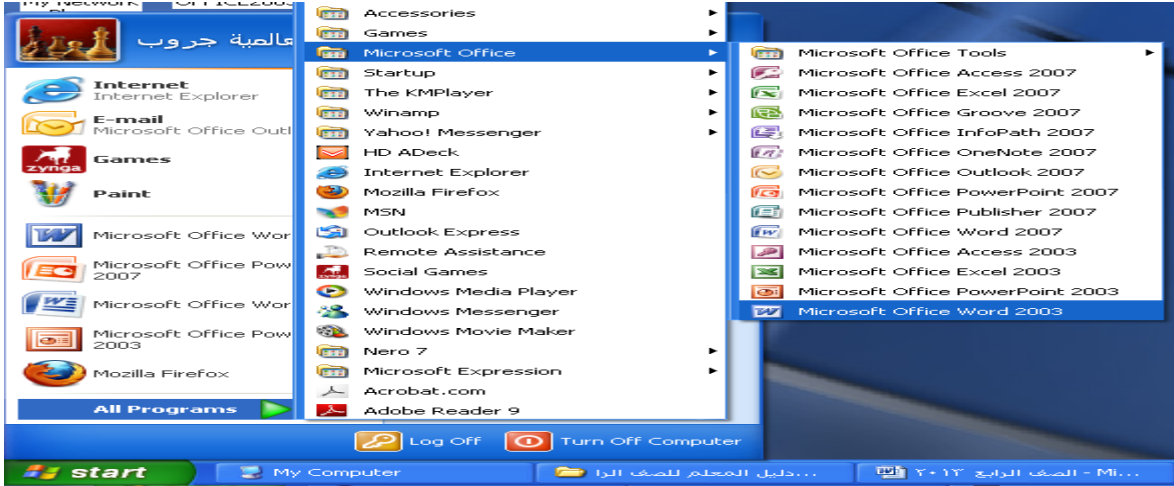 عالمية جروب
Internet
Internet Explorer
E-mail
Microsoft Office Outl
zynga
Games
Paint
Microsoft Office Wor
Microsoft Office Pow
2007
Microsoft Office Wor
Microsoft Office Pow
2003
Mozilla Firefox
All Programs
Accessories
Games
Microsoft Office
Startup
The KMPlayer
Winamp
Yahoo! Messenger
HD ADeck
Internet Explorer
Mozilla Firefox
MSN
Outlook Express
Remote Assistance
Social Games
Windows Media Player
Windows Messenger
Windows Movie Maker
Nero 7
Microsoft Expression
Acrobat.com
Adobe Reader 9
Microsoft Office Tools
Microsoft Office Access 2007
Microsoft Office Excel 2007
Microsoft Office Groove 2007
Microsoft Office InfoPath 2007
Microsoft Office OneNote 2007
Microsoft Office Outlook 2007
Microsoft Office PowerPoint 2007
Microsoft Office Publisher 2007
Microsoft Office Word 2007
Microsoft Office Access 2003
Microsoft Office Excel 2003
Microsoft Office PowerPoint 2003
Microsoft Office Word 2003
Log Off
Turn Off Computer
start
My Computer
دليل المعلم للصف الرا...
الصف الرابع ٢٠١٢ - Mi...